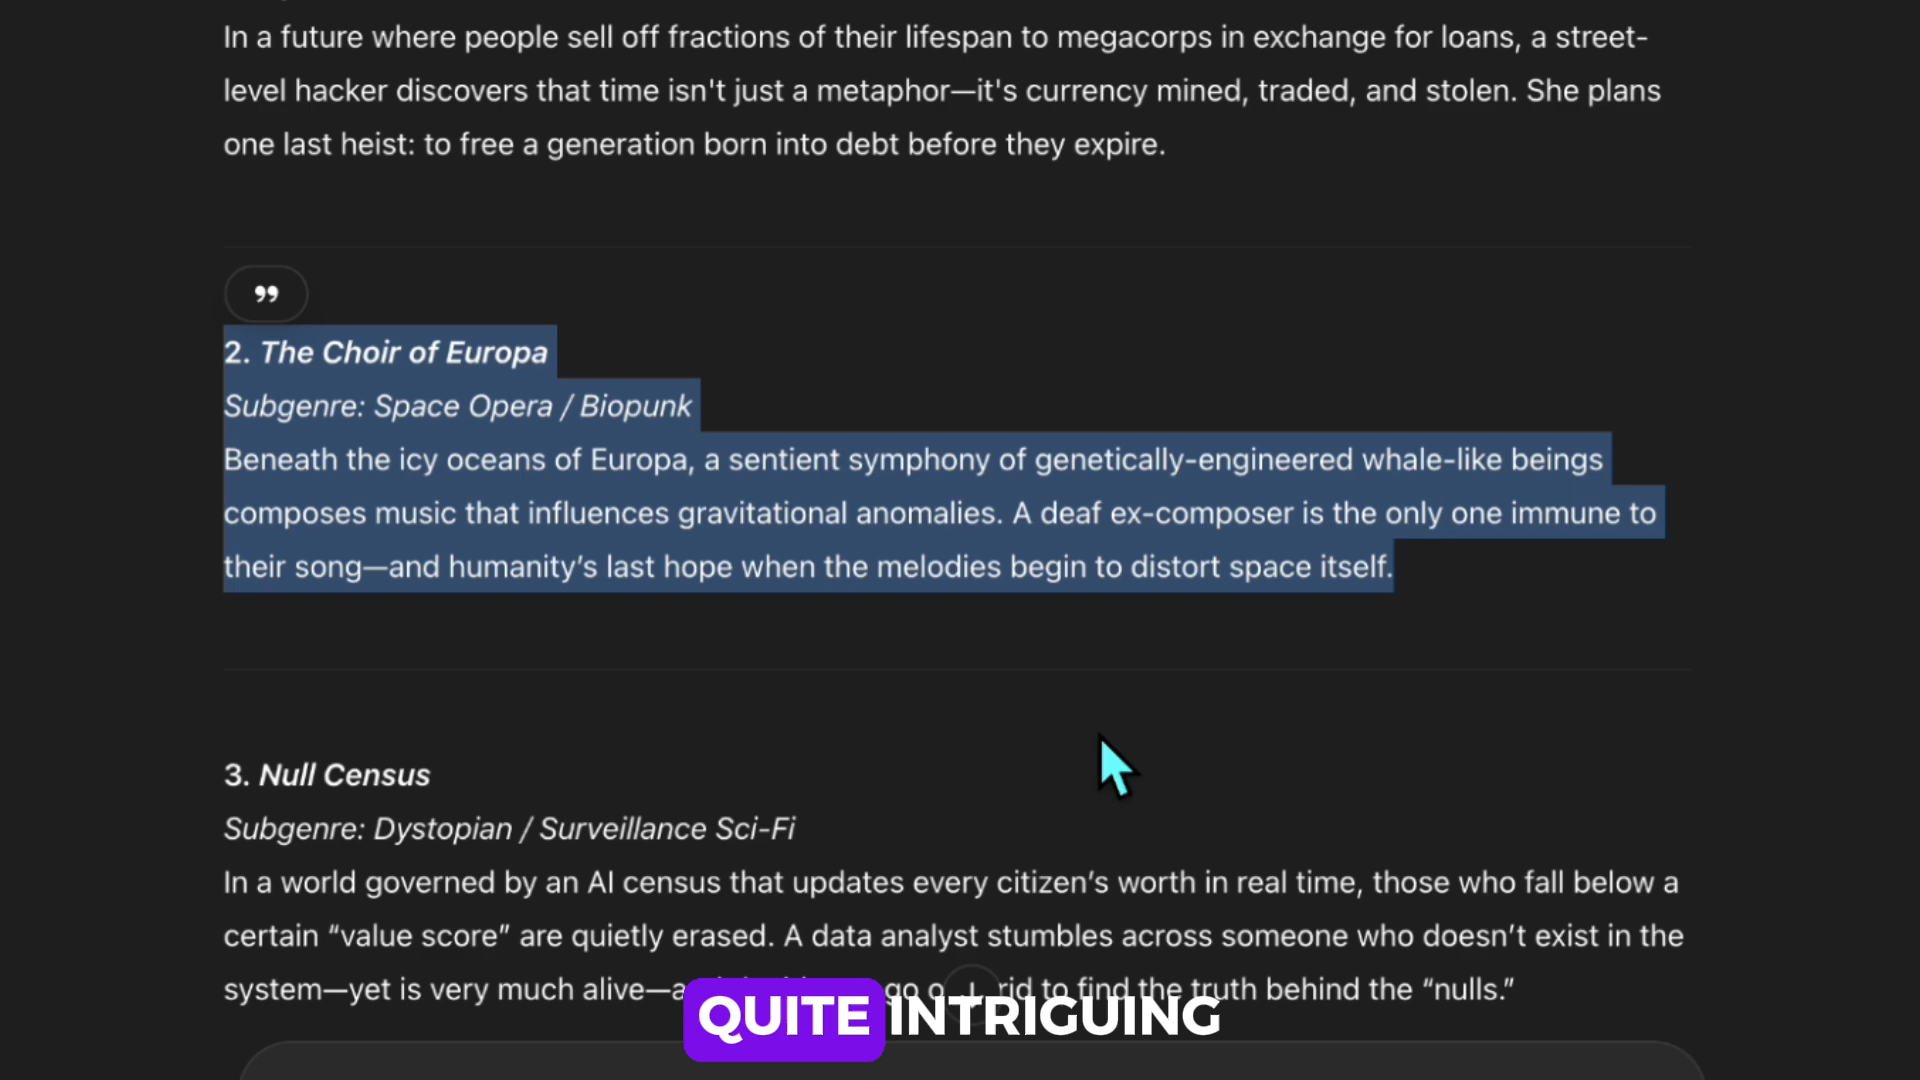 In a future where people sell off fractions of their lifespan to megacorps in exchange for loans, a street-
level hacker discovers that time isn't just a metaphor—it's currency mined, traded, and stolen. She plans
one last heist: to free a generation born into debt before they expire.
”
2. The Choir of Europa
Subgenre: Space Opera / Biopunk
Beneath the icy oceans of Europa, a sentient symphony of genetically-engineered whale-like beings
composes music that influences gravitational anomalies. A deaf ex-composer is the only one immune to
their song—and humanity’s last hope when the melodies begin to distort space itself.
3. Null Census
Subgenre: Dystopian / Surveillance Sci-Fi
In a world governed by an AI census that updates every citizen’s worth in real time, those who fall below a
certain “value score” are quietly erased. A data analyst stumbles across someone who doesn’t exist in the
system—yet is very much alive— go to find the truth behind the “nulls.”
QUITE INTRIGUING